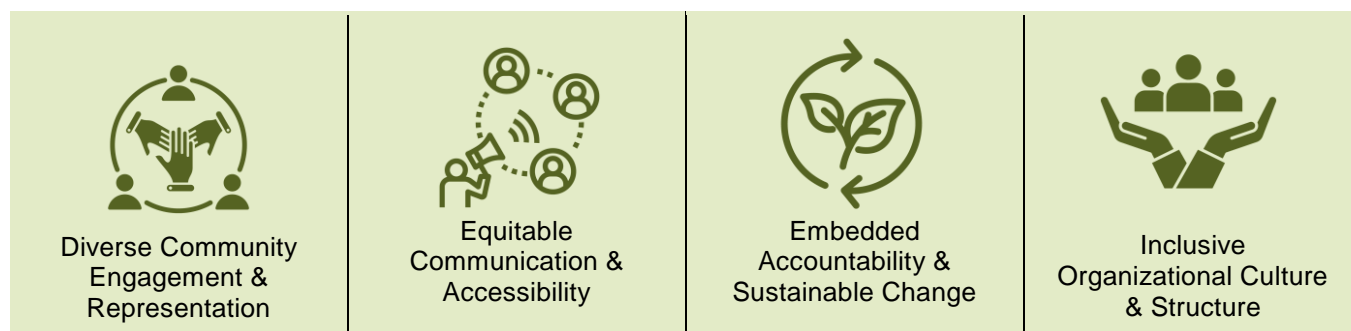 Diverse Community
Engagement &
Representation
Equitable
Communication &
Accessibility
Embedded
Accountability &
Sustainable Change
Inclusive
Organizational Culture
& Structure